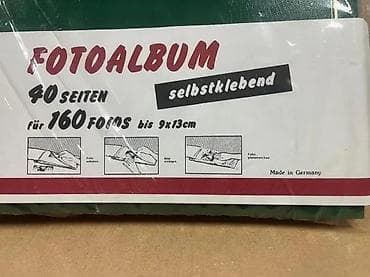 FOTOALBUM
selbstklebend
40 SEITEN
für 160 FOTOS bis 9x13cm
Made in Germany